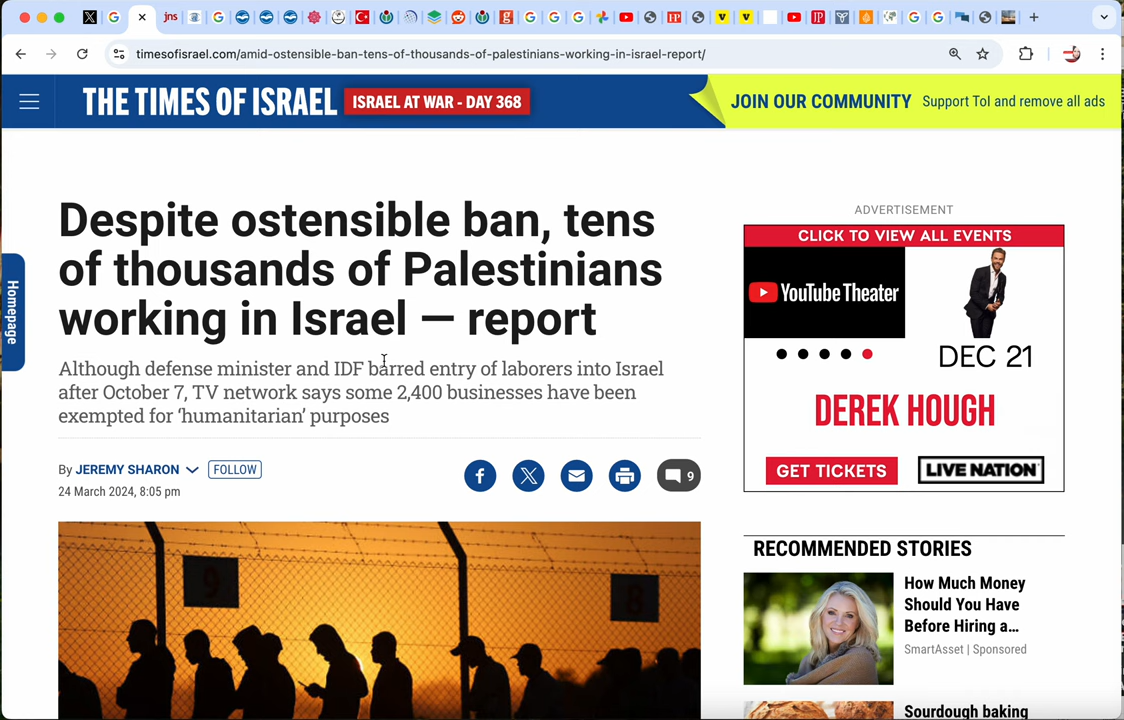 jns
timesofisrael.com/amid-ostensible-ban-tens-of-thousands-of-palestinians-working-in-israel-report/
THE TIMES OF ISRAEL
ISRAEL AT WAR - DAY 368
JOIN OUR COMMUNITY Support ToI and remove all ads
Homepage
Despite ostensible ban, tens
of thousands of Palestinians
working in Israel — report
Although defense minister and IDF barred entry of laborers into Israel
after October 7, TV network says some 2,400 businesses have been
exempted for ‘humanitarian’ purposes
By JEREMY SHARON FOLLOW
24 March 2024, 8:05 pm
9
9
8
ADVERTISEMENT
CLICK TO VIEW ALL EVENTS
YouTube Theater
DEC 21
DEREK HOUGH
GET TICKETS
LIVE NATION
RECOMMENDED STORIES
How Much Money
Should You Have
Before Hiring a...
SmartAsset | Sponsored
Sourdough baking